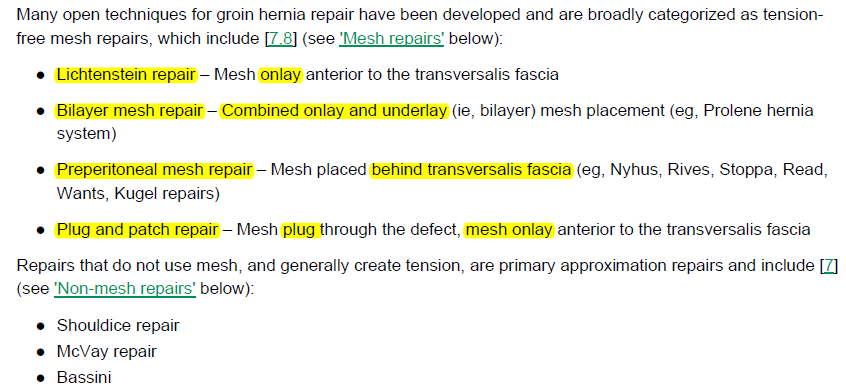 Many open techniques for groin hernia repair have been developed and are broadly categorized as tension-
free mesh repairs, which include [7,8] (see 'Mesh repairs' below):
● Lichtenstein repair – Mesh onlay anterior to the transversalis fascia
● Bilayer mesh repair – Combined onlay and underlay (ie, bilayer) mesh placement (eg, Prolene hernia
system)
● Preperitoneal mesh repair – Mesh placed behind transversalis fascia (eg, Nyhus, Rives, Stoppa, Read,
Wants, Kugel repairs)
● Plug and patch repair – Mesh plug through the defect, mesh onlay anterior to the transversalis fascia
Repairs that do not use mesh, and generally create tension, are primary approximation repairs and include [7]
(see 'Non-mesh repairs' below):
● Shouldice repair
● McVay repair
● Bassini